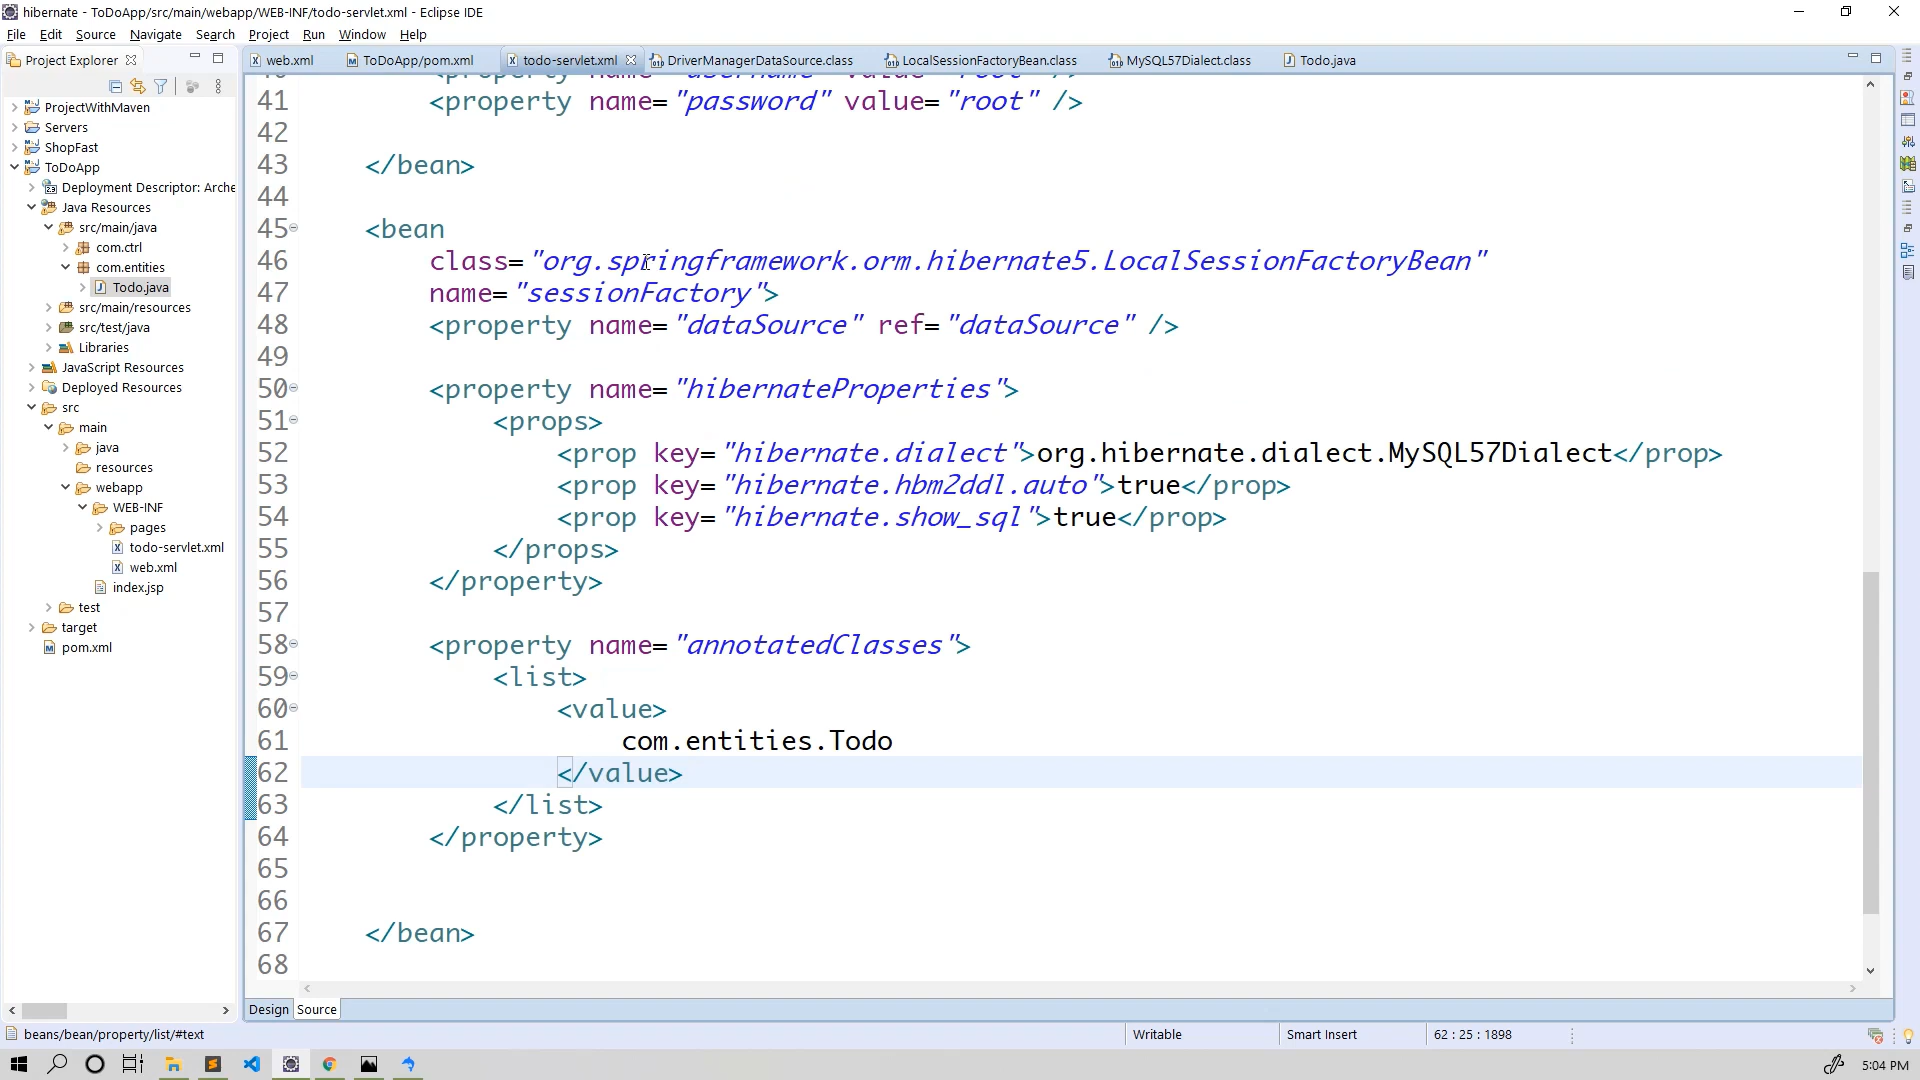 hibernate - ToDoApp/src/main/webapp/WEB-INF/todo-servlet.xml - Eclipse IDE
File Edit Source Navigate Search Project Run Window Help
Project Explorer
web.xml
ToDoApp/pom.xml
todo-servlet.xml
DriverManagerDataSource.class
LocalSessionFactoryBean.class
MySQL57Dialect.class
Todo.java
ProjectWithMaven
Servers
ShopFast
ToDoApp
Deployment Descriptor: Arche
Java Resources
src/main/java
com.ctrl
com.entities
Todo.java
src/main/resources
src/test/java
Libraries
JavaScript Resources
Deployed Resources
src
main
java
resources
webapp
WEB-INF
pages
todo-servlet.xml
web.xml
index.jsp
test
target
pom.xml
40 <property name="username" value="root" />
41 <property name="password" value="root" />
42
43 </bean>
44
45 <bean
46 class="org.springframework.orm.hibernate5.LocalSessionFactoryBean"
47 name="sessionFactory">
48 <property name="dataSource" ref="dataSource" />
49
50 <property name="hibernateProperties">
51 <props>
52 <prop key="hibernate.dialect">org.hibernate.dialect.MySQL57Dialect</prop>
53 <prop key="hibernate.hbm2ddl.auto">true</prop>
54 <prop key="hibernate.show_sql">true</prop>
55 </props>
56 </property>
57
58 <property name="annotatedClasses">
59 <list>
60 <value>
61 com.entities.Todo
62 </value>
63 </list>
64 </property>
65
66
67 </bean>
68
Design Source
beans/bean/property/list/#text
Writable
Smart Insert
62 : 25 : 1898
5:04 PM